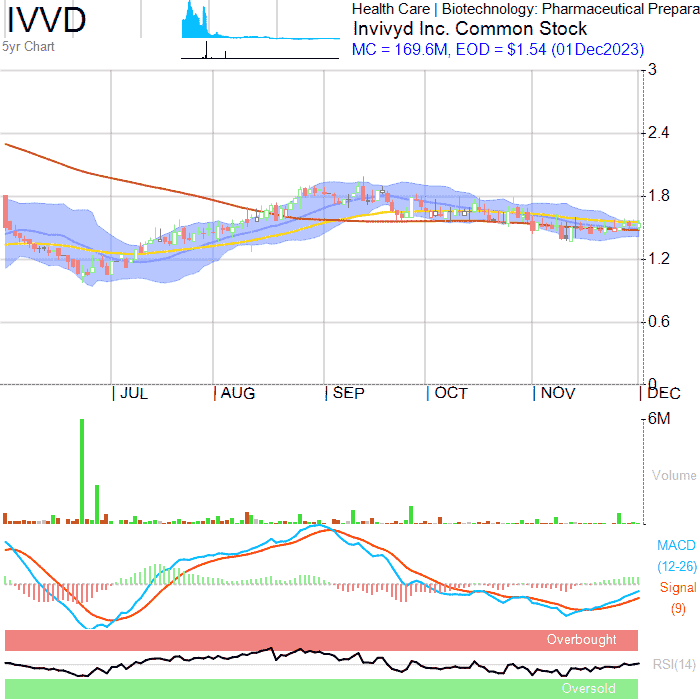 IVVD
5yr Chart
Health Care | Biotechnology: Pharmaceutical Prepara
Invivyd Inc. Common Stock
MC = 169.6M, EOD = $1.54 (01Dec2023)
3
2.4
1.8
1.2
0.6
0
| JUL | AUG | SEP | OCT | NOV | DEC
6M
Volume
MACD
(12-26)
Signal
(9)
Overbought
RSI(14)
Oversold